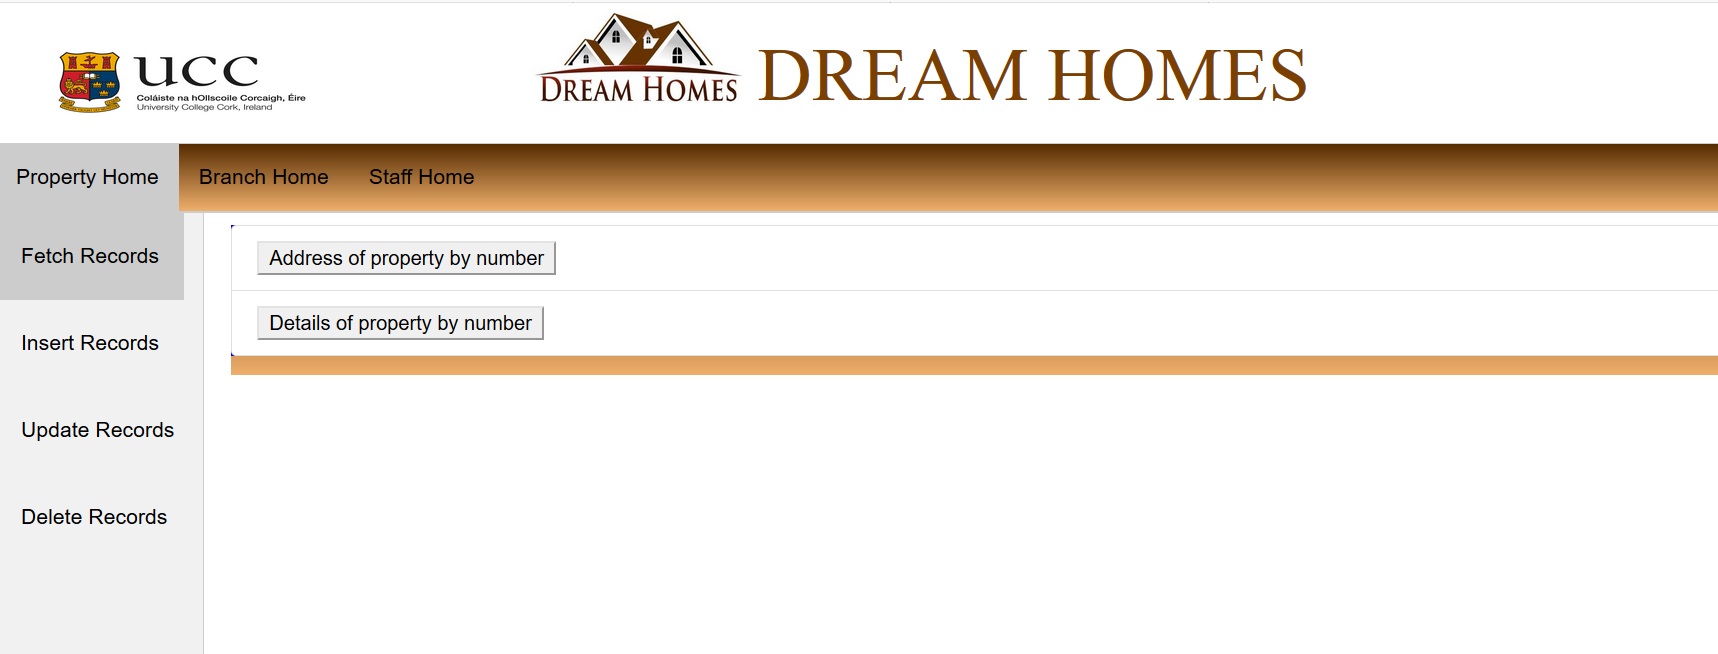 UCC
Coláiste na hOllscoile Corcaigh, Éire
University College Cork, Ireland
DREAM HOMES
DREAM HOMES
Property Home
Branch Home
Staff Home
Fetch Records
Insert Records
Update Records
Delete Records
Address of property by number
Details of property by number